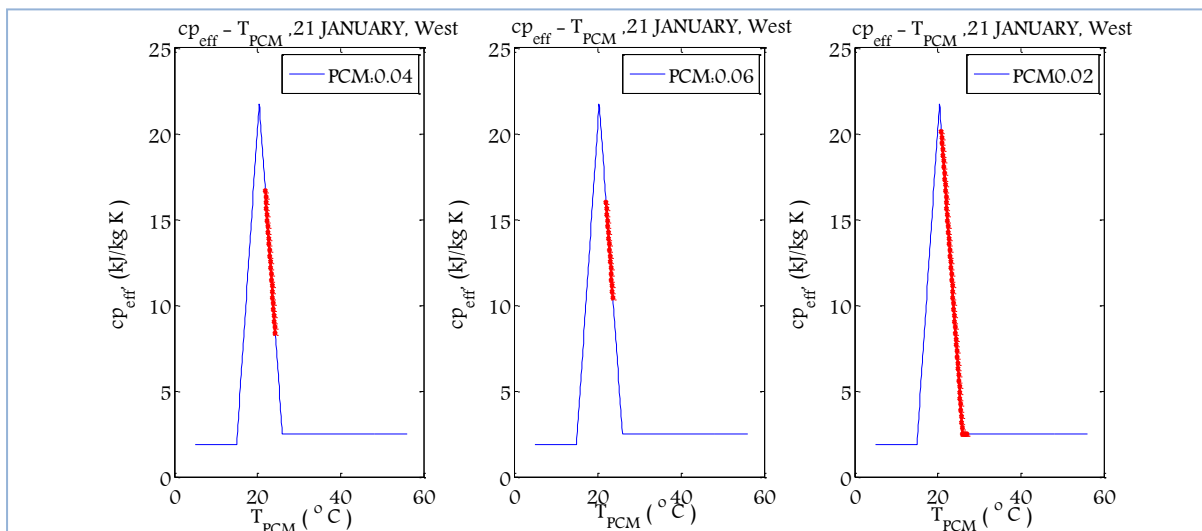 cp_eff – T_PCM ,21 JANUARY, West
PCM:0.04
25
20
15
10
5
0
cp_eff, (kJ/kg K )
0 20 40 60
T_PCM ( ° C )
cp_eff – T_PCM ,21 JANUARY, West
PCM:0.06
25
20
15
10
5
0
cp_eff, (kJ/kg K )
0 20 40 60
T_PCM ( ° C )
cp_eff – T_PCM ,21 JANUARY, West
PCM0.02
25
20
15
10
5
0
cp_eff, (kJ/kg K )
0 20 40 60
T_PCM ( ° C )